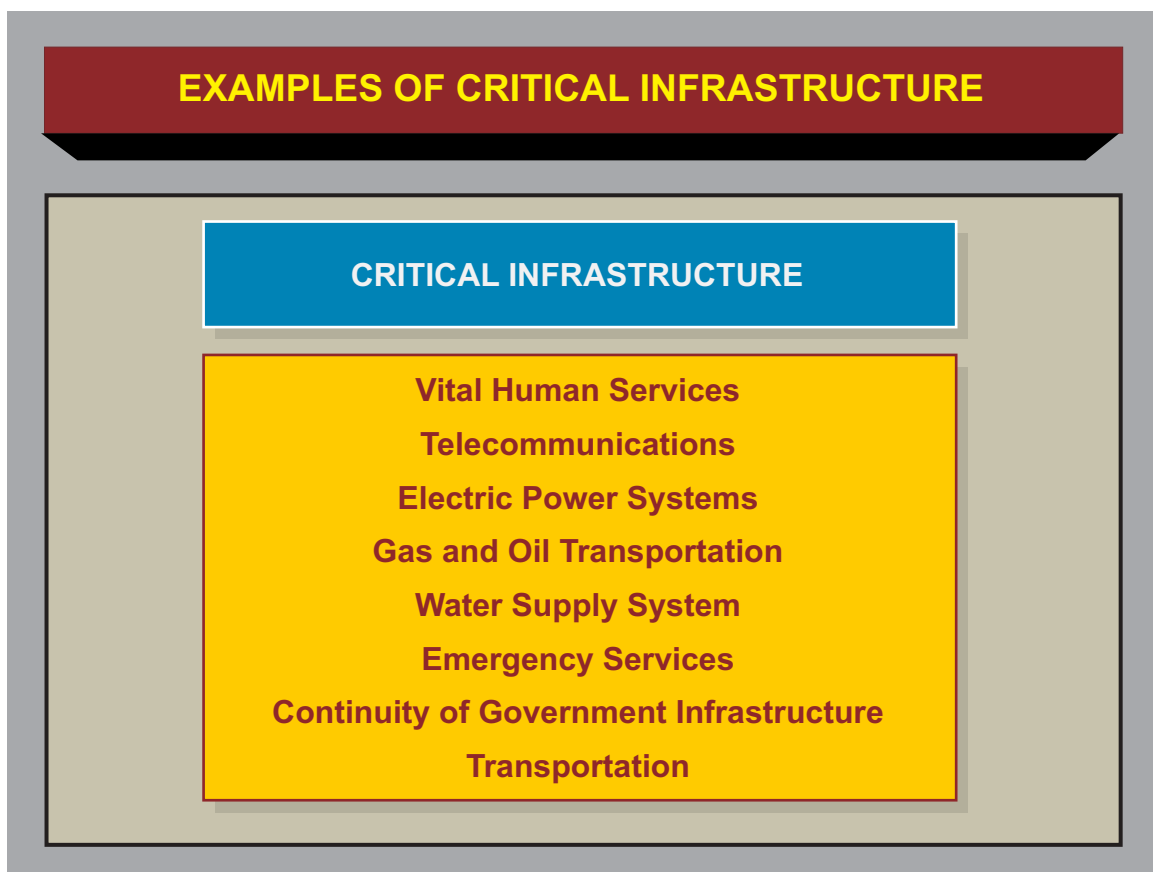 EXAMPLES OF CRITICAL INFRASTRUCTURE
CRITICAL INFRASTRUCTURE
Vital Human Services
Telecommunications
Electric Power Systems
Gas and Oil Transportation
Water Supply System
Emergency Services
Continuity of Government Infrastructure
Transportation